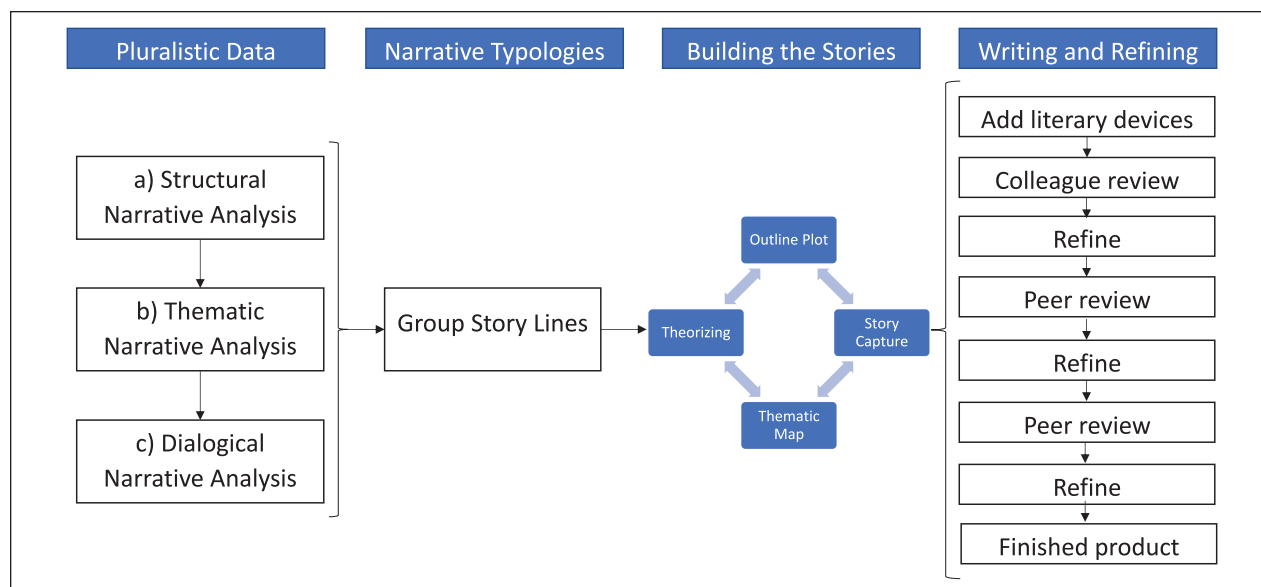 Pluralistic Data
Narrative Typologies
Building the Stories
Writing and Refining
a) Structural
Narrative Analysis
b) Thematic
Narrative Analysis
c) Dialogical
Narrative Analysis
Group Story Lines
Outline Plot
Theorizing
Story
Capture
Thematic
Map
Add literary devices
Colleague review
Refine
Peer review
Refine
Peer review
Refine
Finished product